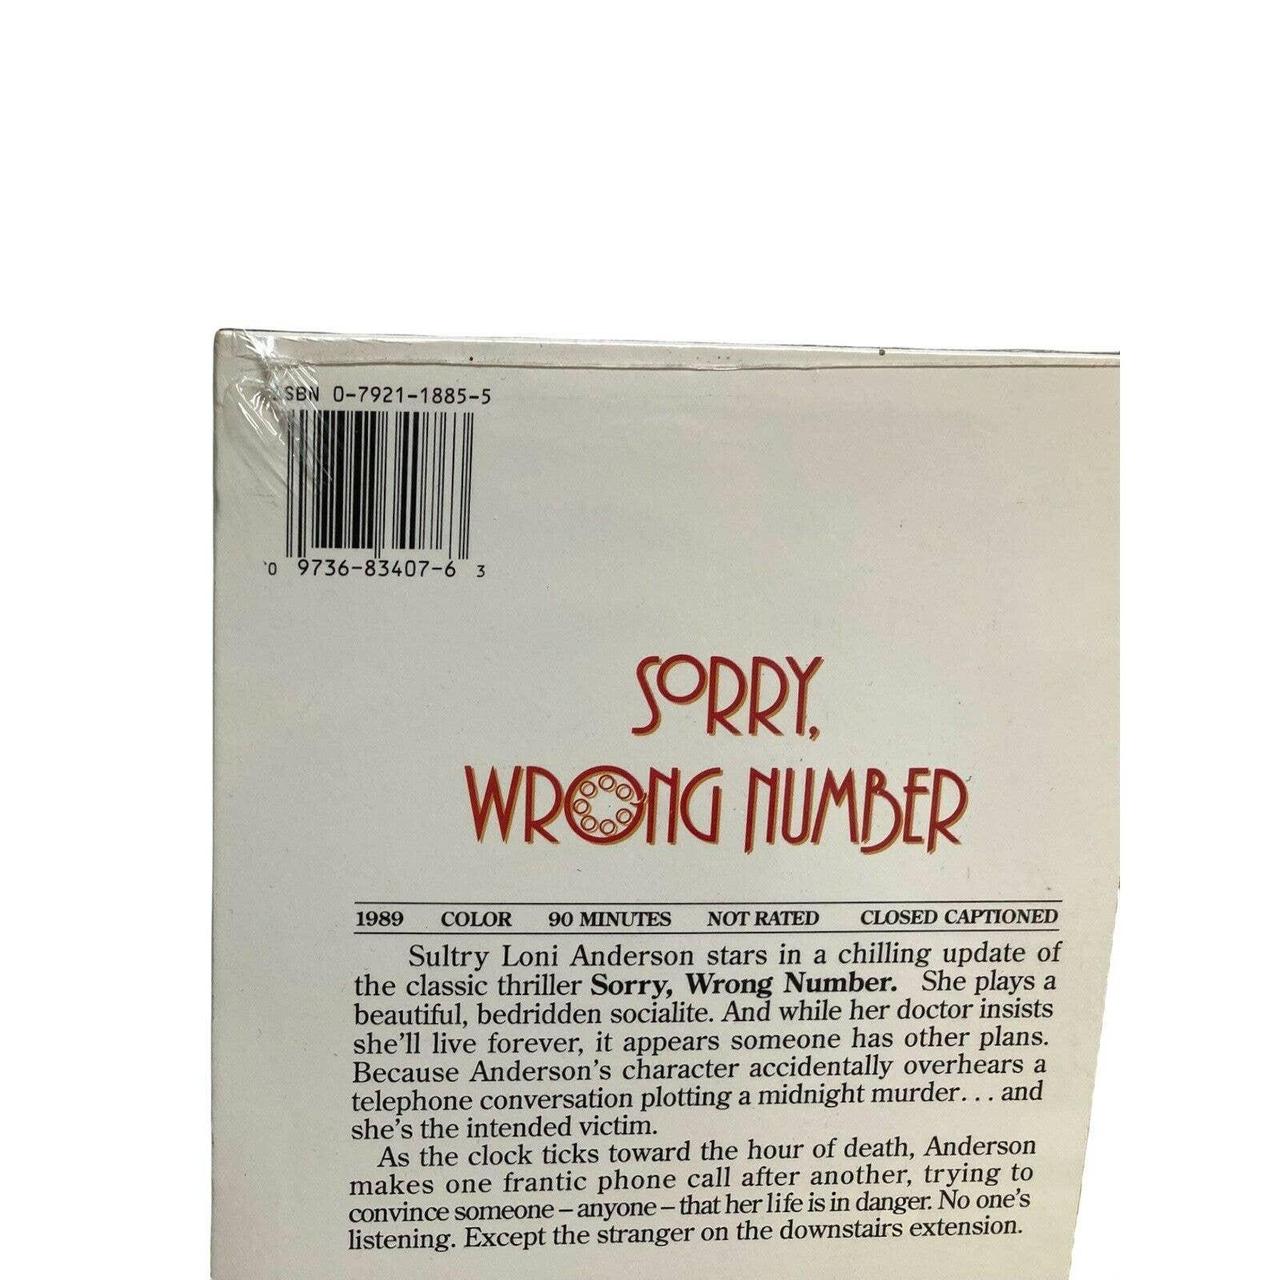 ISBN 0-7921-1885-5
0 9736-83407-6 3
SORRY,
WRONG NUMBER
1989 COLOR 90 MINUTES NOT RATED CLOSED CAPTIONED
Sultry Loni Anderson stars in a chilling update of
the classic thriller Sorry, Wrong Number. She plays a
beautiful, bedridden socialite. And while her doctor insists
she'll live forever, it appears someone has other plans.
Because Anderson's character accidentally overhears a
telephone conversation plotting a midnight murder... and
she's the intended victim.
As the clock ticks toward the hour of death, Anderson
makes one frantic phone call after another, trying to
convince someone – anyone – that her life is in danger. No one's
listening. Except the stranger on the downstairs extension.